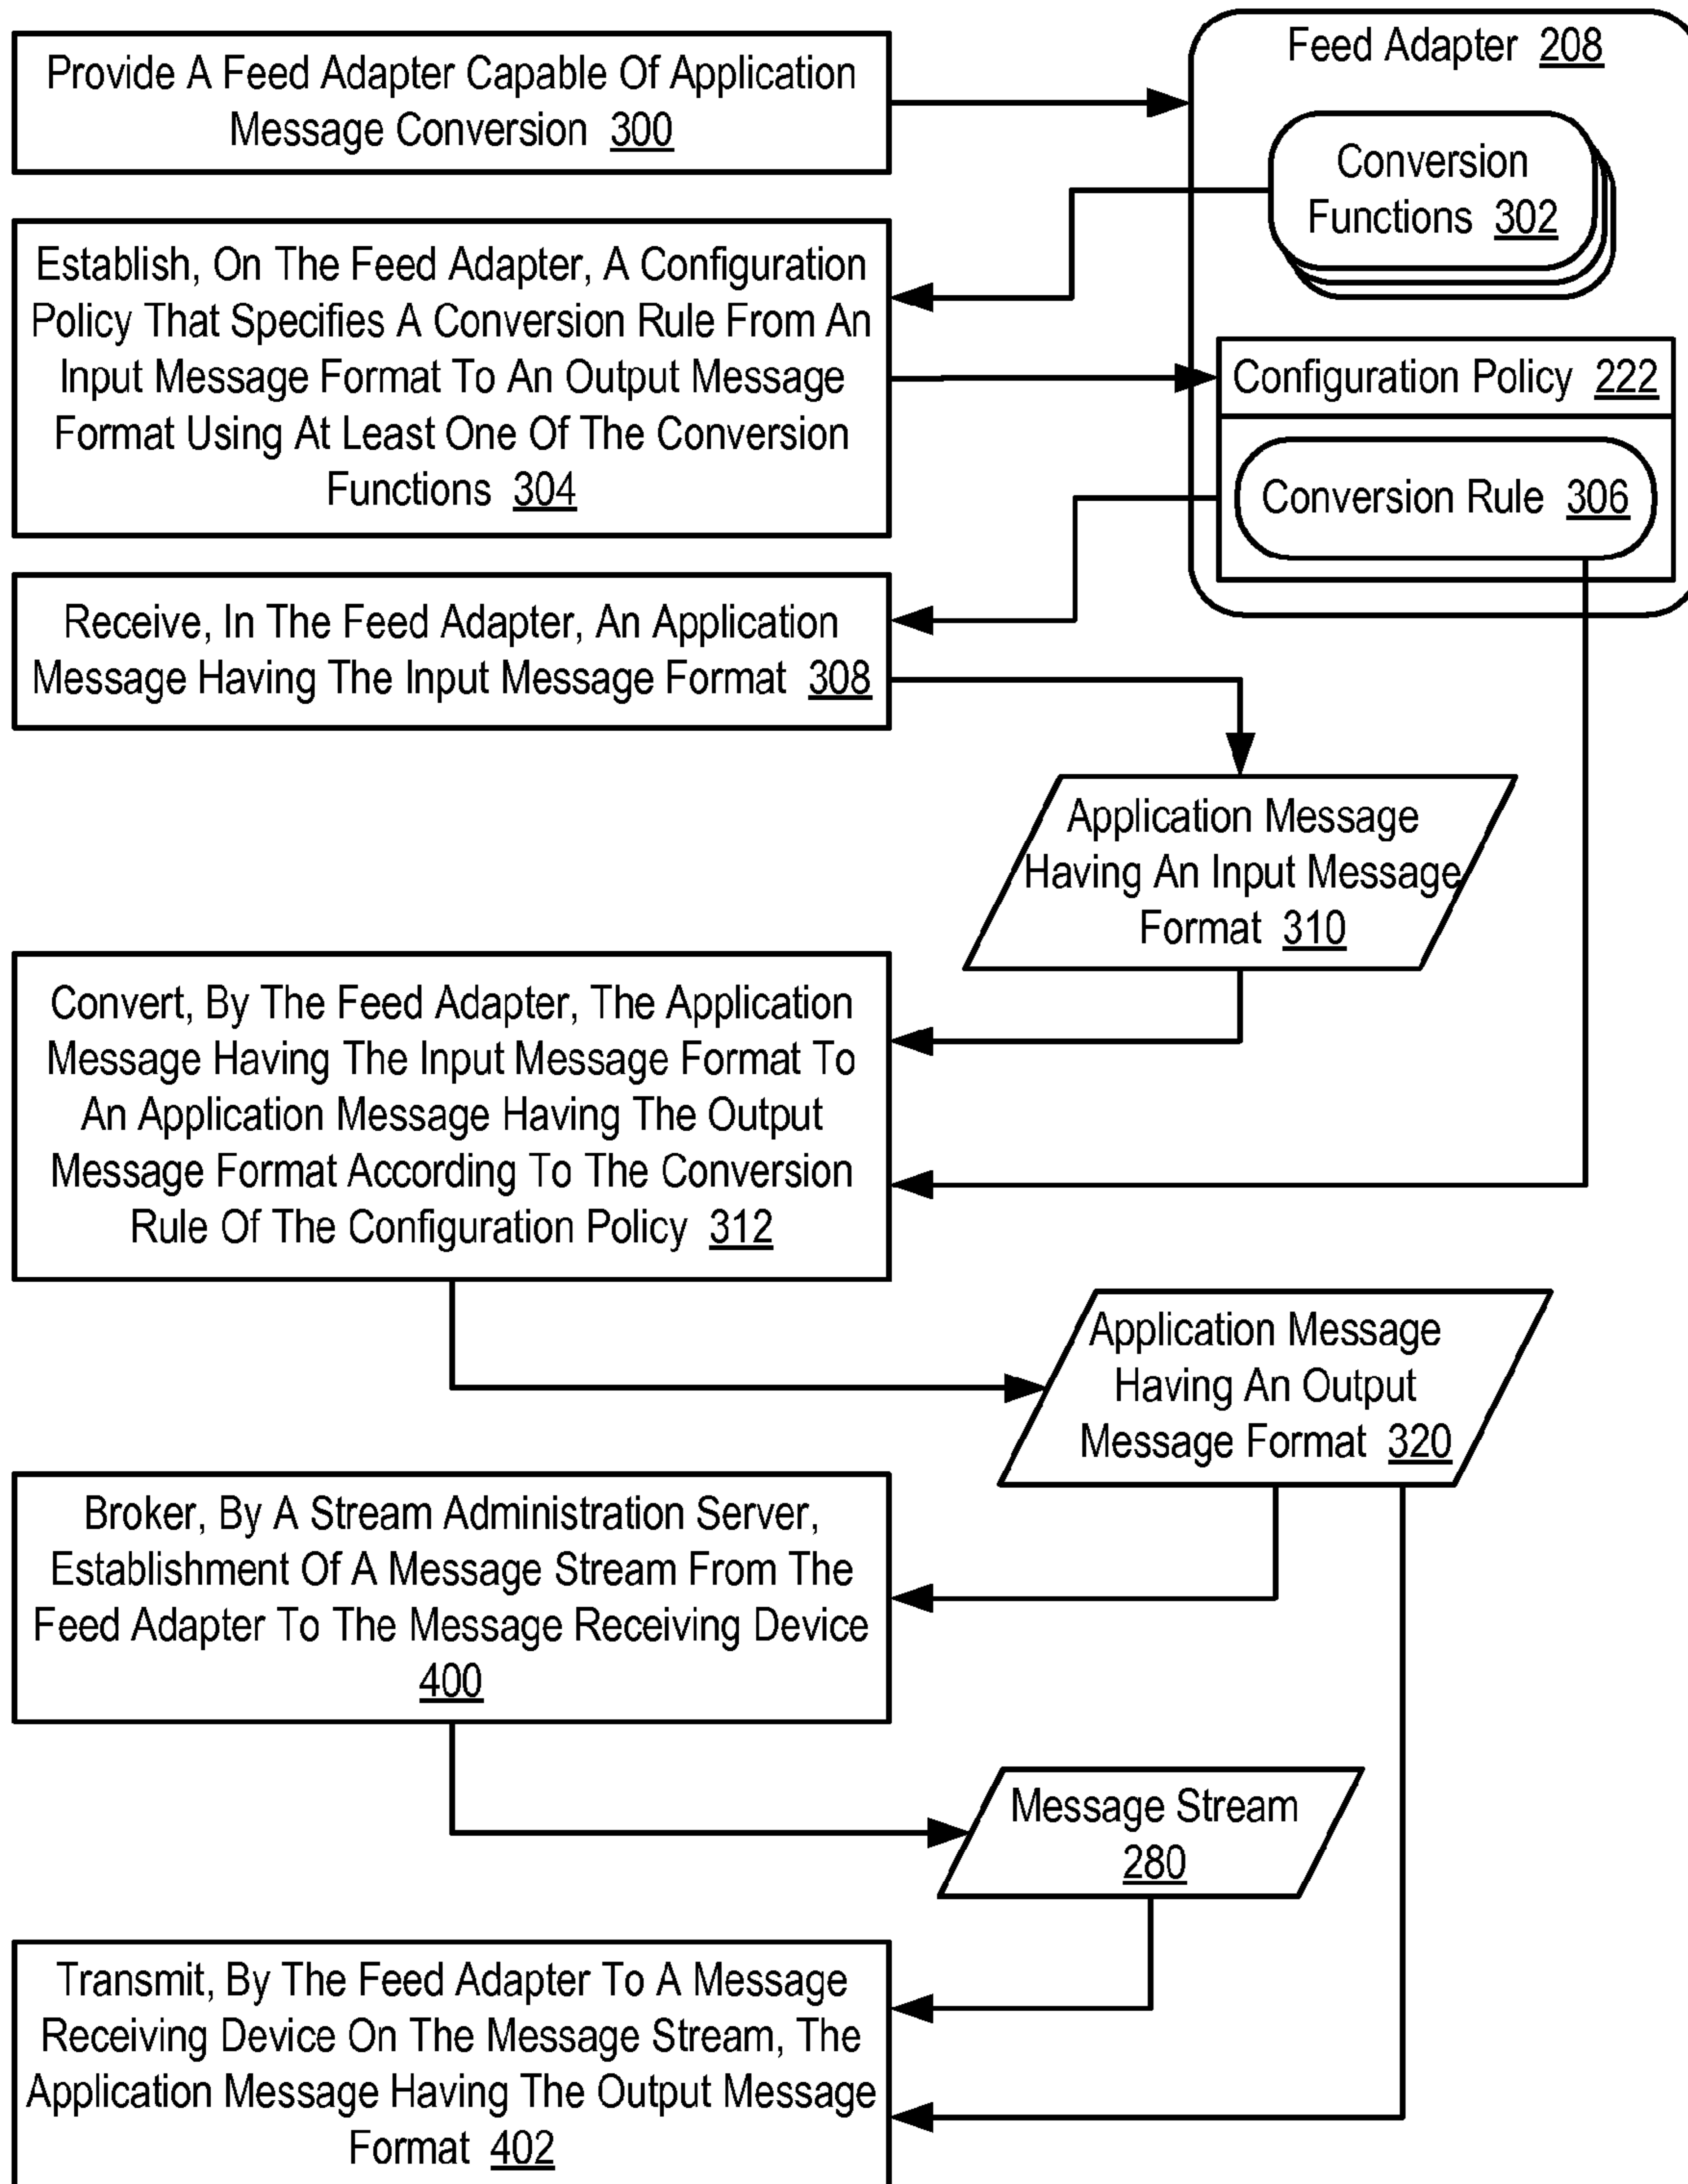 Provide A Feed Adapter Capable Of Application
Message Conversion 300
Feed Adapter 208
Conversion
Functions 302
Establish, On The Feed Adapter, A Configuration
Policy That Specifies A Conversion Rule From An
Input Message Format To An Output Message
Format Using At Least One Of The Conversion
Functions 304
Configuration Policy 222
Conversion Rule 306
Receive, In The Feed Adapter, An Application
Message Having The Input Message Format 308
Application Message
Having An Input Message
Format 310
Convert, By The Feed Adapter, The Application
Message Having The Input Message Format To
An Application Message Having The Output
Message Format According To The Conversion
Rule Of The Configuration Policy 312
Application Message
Having An Output
Message Format 320
Broker, By A Stream Administration Server,
Establishment Of A Message Stream From The
Feed Adapter To The Message Receiving Device
400
Message Stream
280
Transmit, By The Feed Adapter To A Message
Receiving Device On The Message Stream, The
Application Message Having The Output Message
Format 402